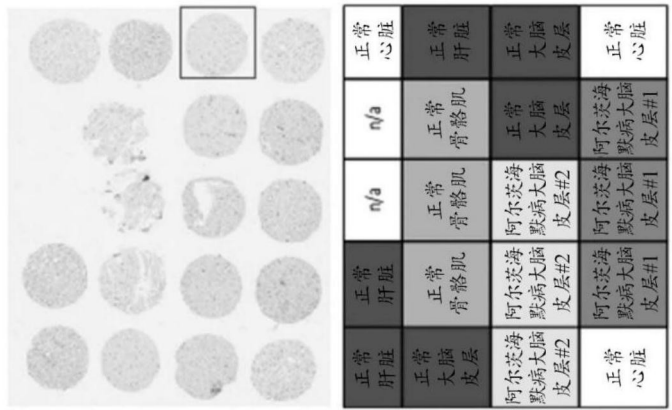 正常
心脏
正常
肝脏
正常
大脑
皮层
正常
心脏
n/a
正常
骨骼肌
正常
大脑
皮层
阿尔茨海
默病大脑
皮层#1
n/a
正常
骨骼肌
阿尔茨海
默病大脑
皮层#2
阿尔茨海
默病大脑
皮层#1
正常
肝脏
正常
骨骼肌
阿尔茨海
默病大脑
皮层#2
阿尔茨海
默病大脑
皮层#1
正常
肝脏
正常
大脑
皮层
阿尔茨海
默病大脑
皮层#2
正常
心脏